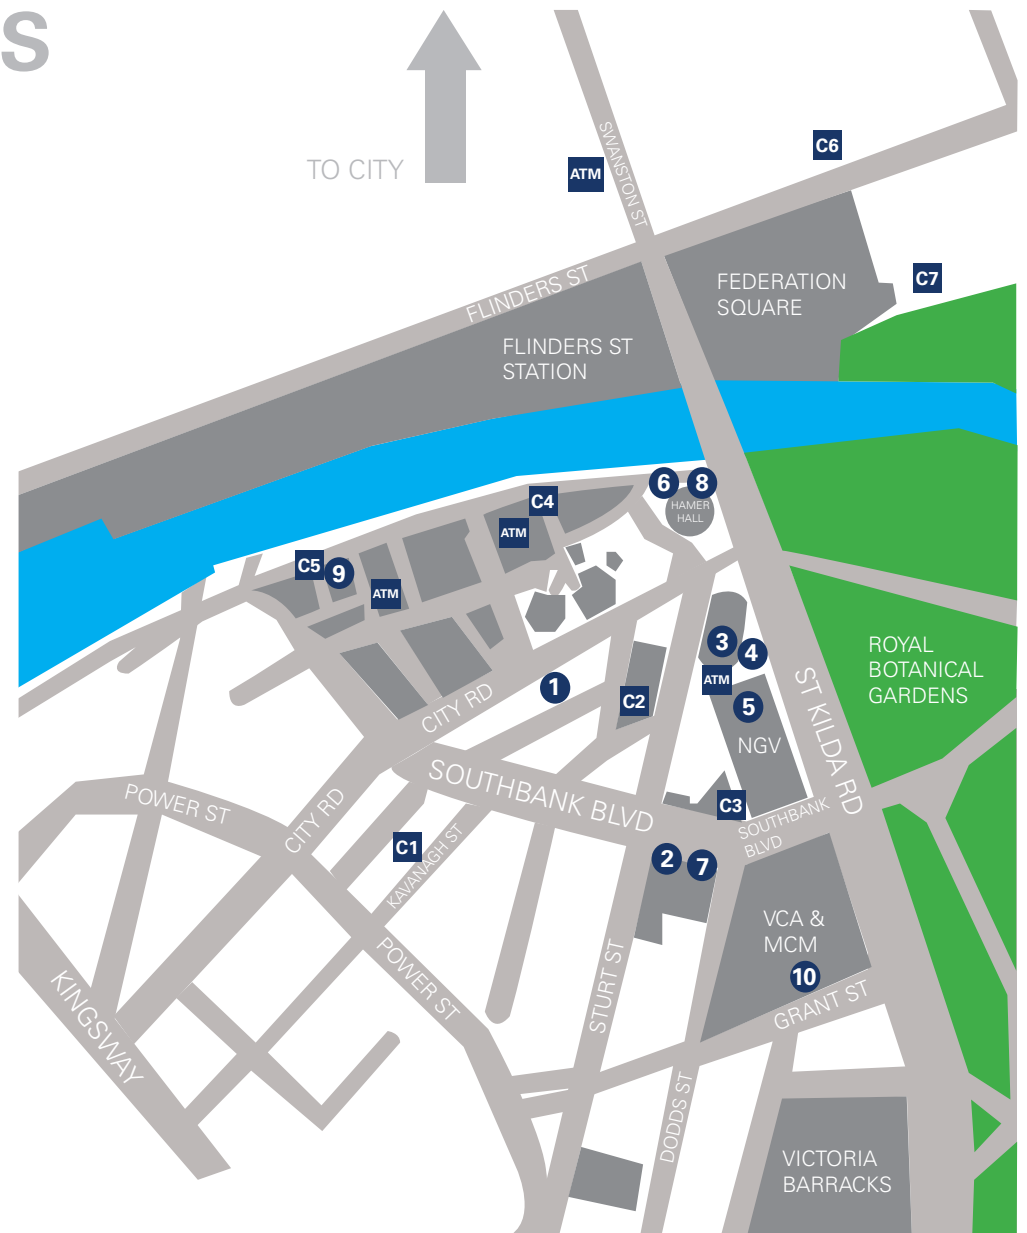 S
TO CITY
ATM
SWANSTON ST
C6
C7
FLINDERS ST
FEDERATION
SQUARE
FLINDERS ST
STATION
6
8
HAMER
HALL
C4
ATM
C5
9
ATM
3
4
ATM
5
NGV
ROYAL
BOTANICAL
GARDENS
1
C2
CITY RD
ST KILDA RD
SOUTHBANK BLVD
C3
SOUTHBANK
BLVD
POWER ST
CITY RD
C1
KAVANAGH ST
2
7
VCA &
MCM
10
GRANT ST
POWER ST
STURT ST
KINGSWAY
DODDS ST
VICTORIA
BARRACKS